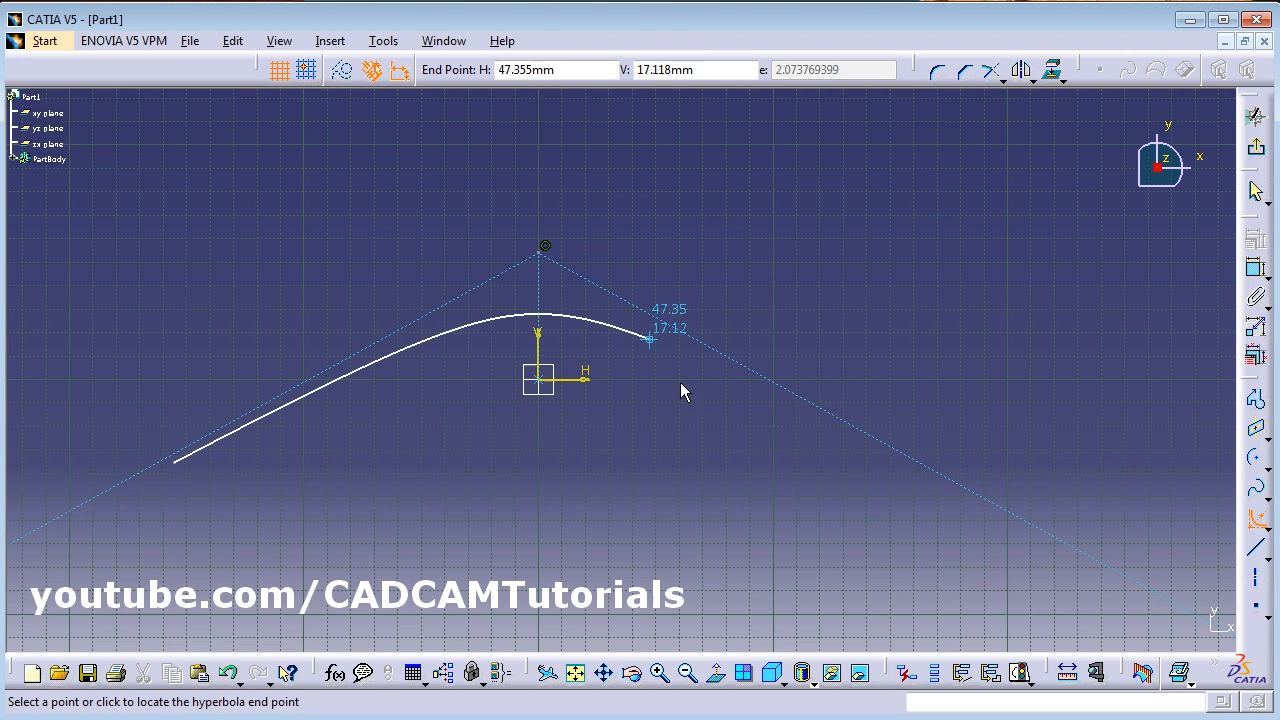 CATIA V5 - [Part1]
Start ENOVIA V5 VPM File Edit View Insert Tools Window Help
End Point: H: 47.355mm V: 17.118mm e: 2.073769399
Part1
xy plane
yz plane
zx plane
PartBody
y
x
z
47.35
17.12
V
H
youtube.com/CADCAMTutorials
y
x
f(x)
CATIA
Select a point or click to locate the hyperbola end point